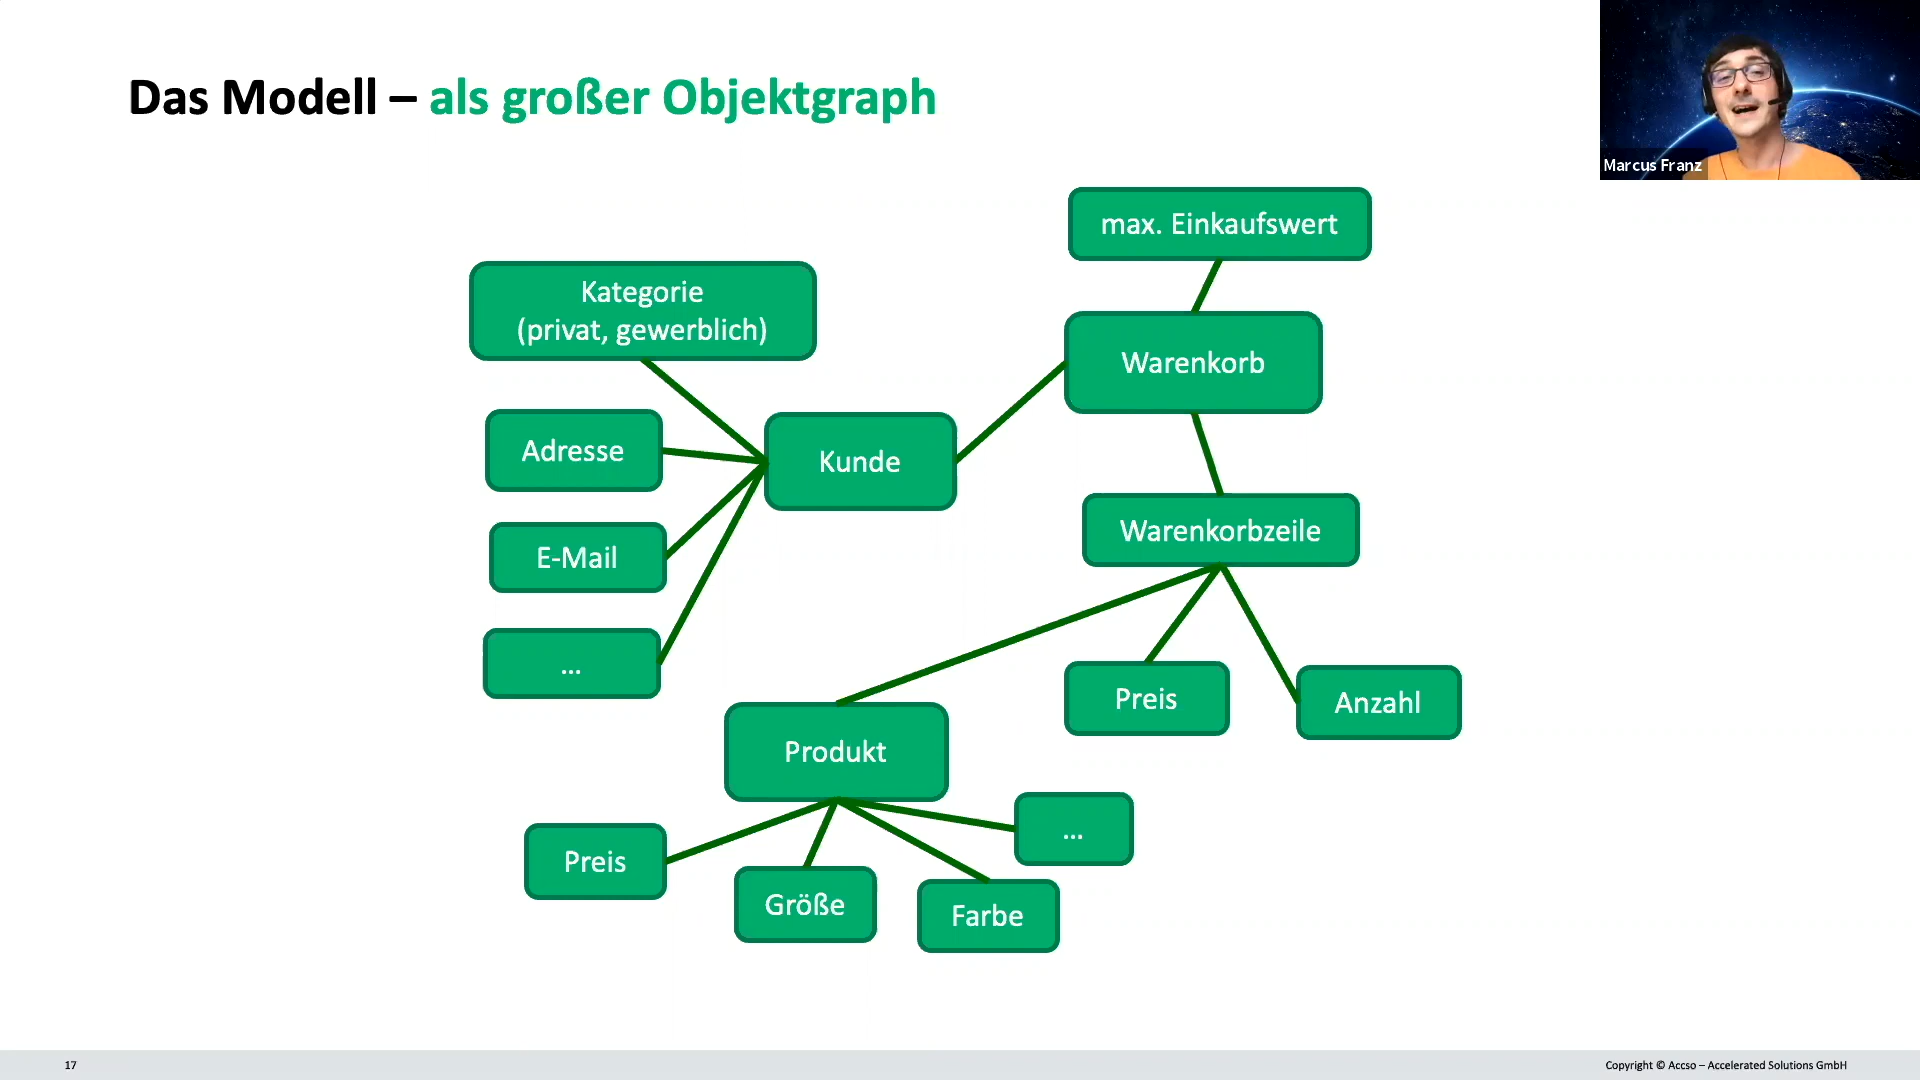 Das Modell – als großer Objektgraph
Marcus Franz
max. Einkaufswert
Kategorie
(privat, gewerblich)
Warenkorb
Adresse
Kunde
E-Mail
Warenkorbzeile
...
Preis
Anzahl
Produkt
...
Preis
Größe
Farbe
17
Copyright © Accso – Accelerated Solutions GmbH